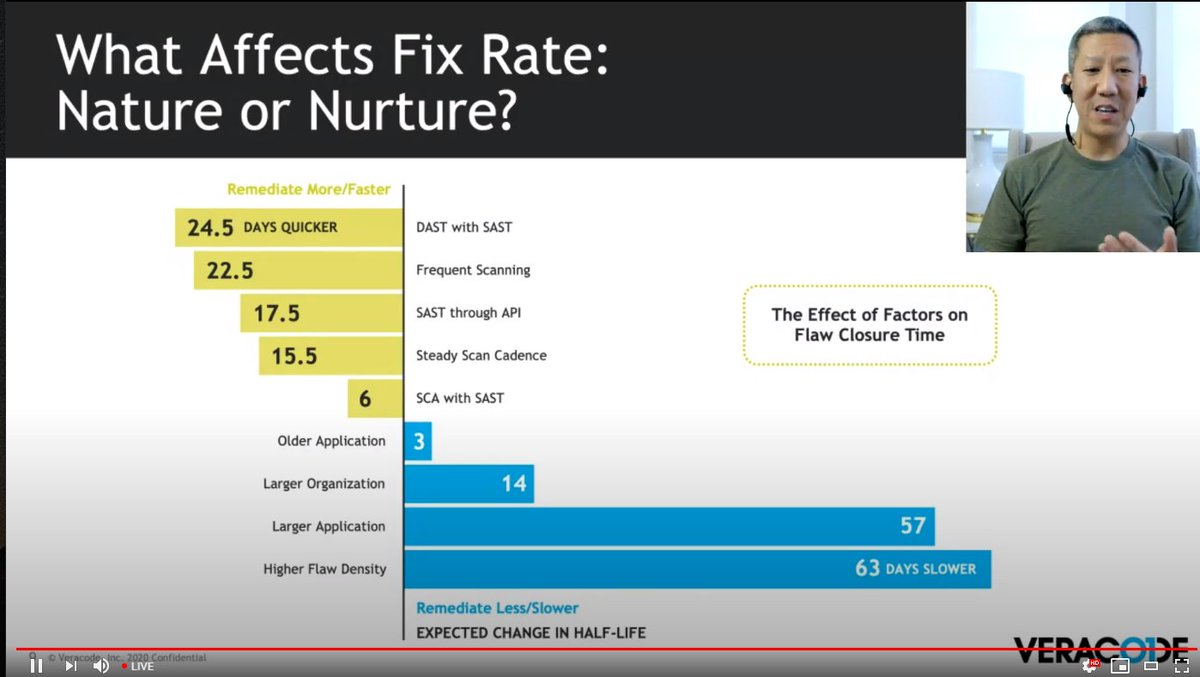 What Affects Fix Rate:
Nature or Nurture?
Remediate More/Faster
24.5 DAYS QUICKER DAST with SAST
22.5 Frequent Scanning
17.5 SAST through API
15.5 Steady Scan Cadence
6 SCA with SAST
Older Application 3
Larger Organization 14
Larger Application 57
Higher Flaw Density 63 DAYS SLOWER
The Effect of Factors on
Flaw Closure Time
Remediate Less/Slower
EXPECTED CHANGE IN HALF-LIFE
© Veracode, Inc. 2020 Confidential
VERACODE
LIVE
HD